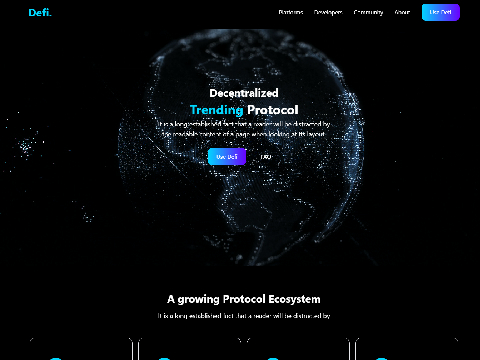 Defi.
Platforms Developers Community About Use Defi
Decentralized
Trending Protocol
It is a long established fact that a reader will be distracted by
the readable content of a page when looking at its layout.
Use Defi FAQ
A growing Protocol Ecosystem
It is a long established fact that a reader will be distracted by